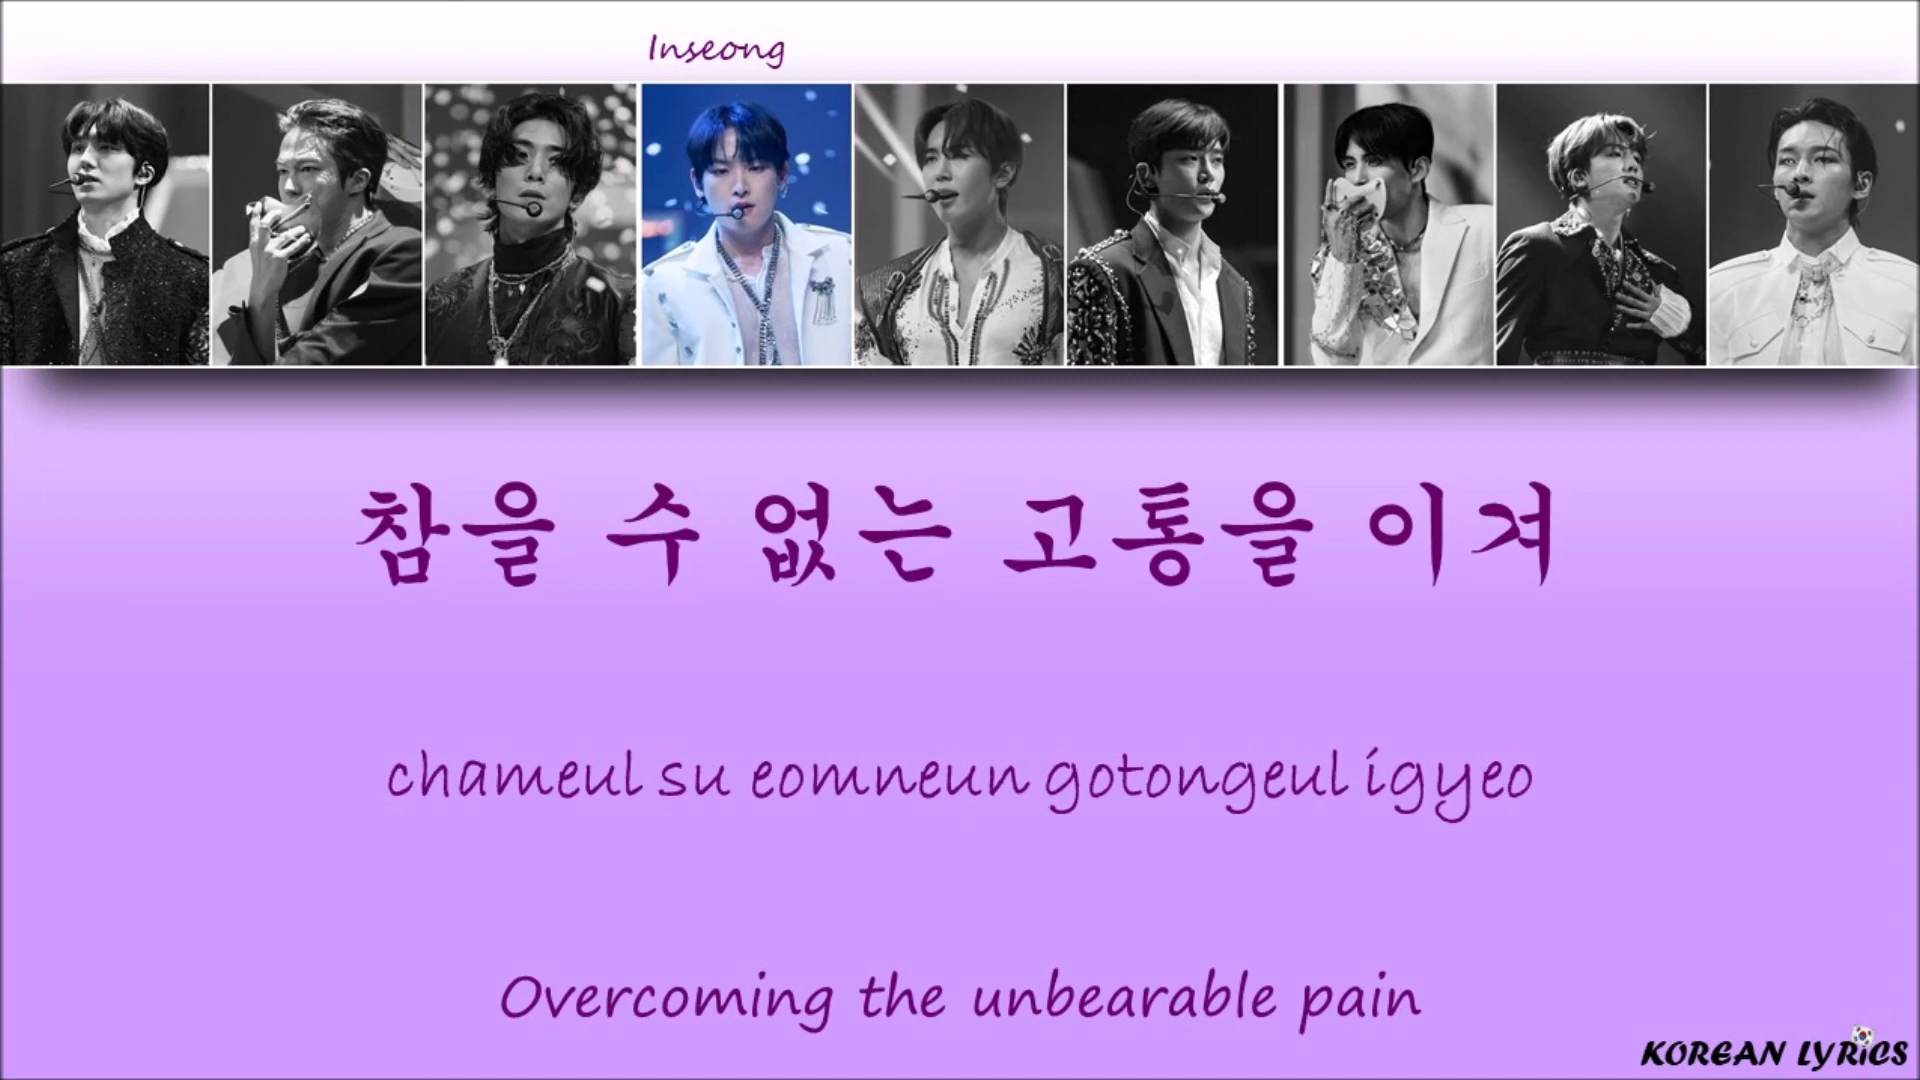 Inseong
참을 수 없는 고통을 이겨
chameul su eomneun gotongeul igyeo
Overcoming the unbearable pain
KOREAN LYRiCS